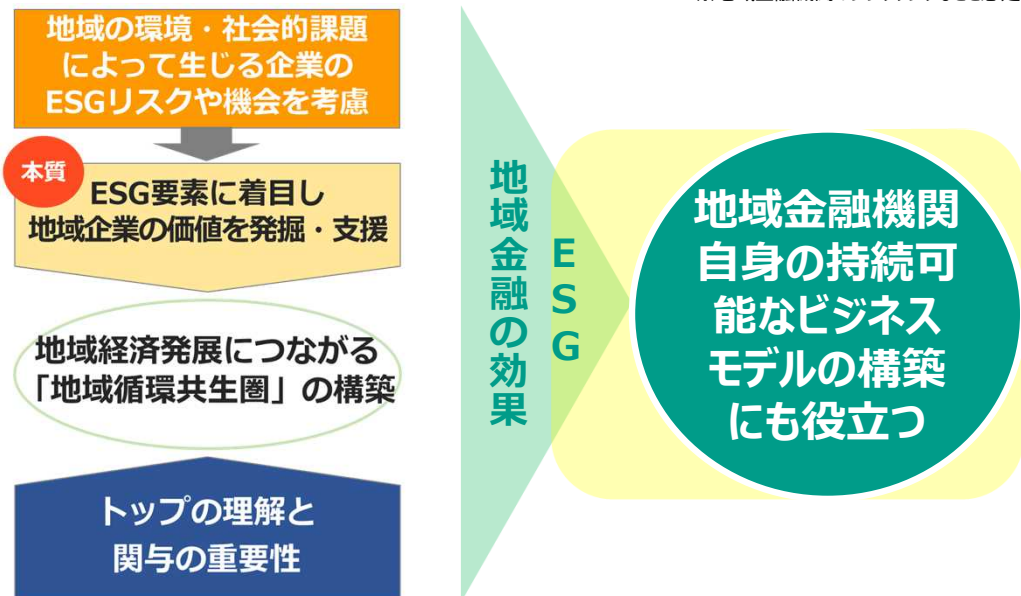 地域の環境・社会的課題
によって生じる企業の
ESGリスクや機会を考慮
本質
ESG要素に着目し
地域企業の価値を発掘・支援
地域経済発展につながる
「地域循環共生圏」の構築
トップの理解と
関与の重要性
ESG
地域金融の効果
地域金融機関
自身の持続可
能なビジネス
モデルの構築
にも役立つ